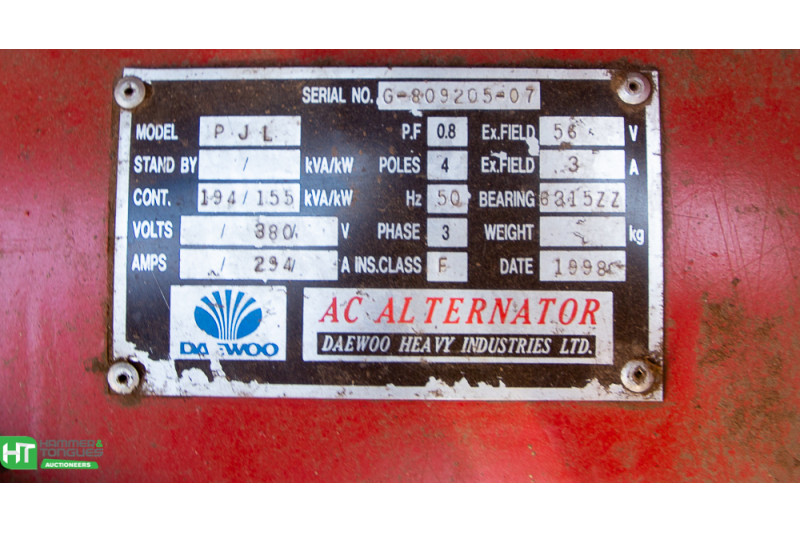 SERIAL NO. G-809205-07
MODEL PJL P.F 0.8 Ex.FIELD 56 V
STAND BY / kVA/kW POLES 4 Ex.FIELD 3 A
CONT. 194/155 kVA/kW Hz 50 BEARING 6215ZZ
VOLTS / 380/ V PHASE 3 WEIGHT kg
AMPS / 294/ A INS.CLASS F DATE 1998
DAEWOO
AC ALTERNATOR
DAEWOO HEAVY INDUSTRIES LTD.
HT HAMMER&
TONGUES
AUCTIONEERS